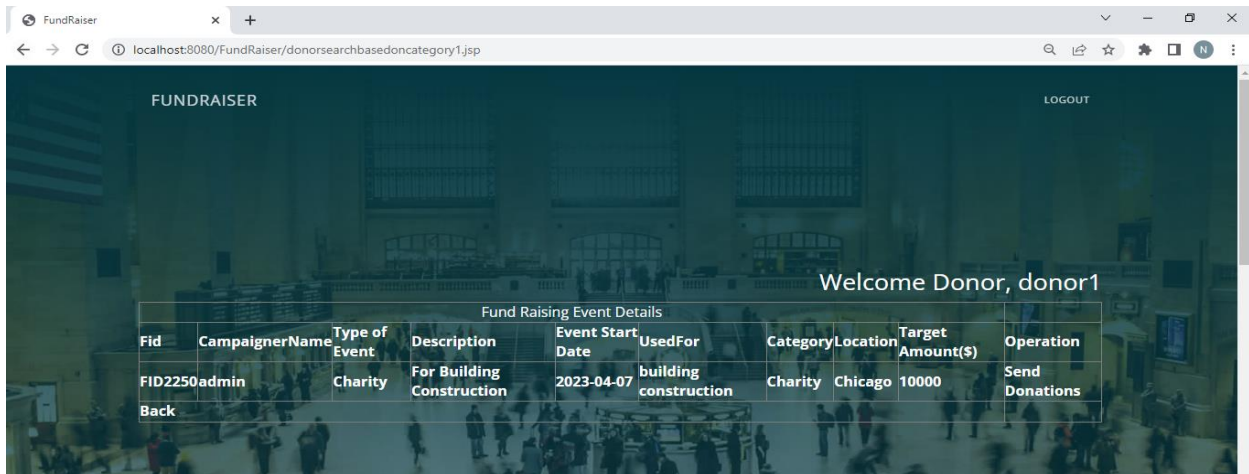 FundRaiser
localhost:8080/FundRaiser/donorsearchbasedoncategory1.jsp
N
FUNDRAISER
LOGOUT
Welcome Donor, donor1
Fund Raising Event Details
Fid CampaignerName Type of Event Description Event Start Date UsedFor Category Location Target Amount($) Operation
FID2250 admin Charity For Building Construction 2023-04-07 building construction Charity Chicago 10000 Send Donations
Back